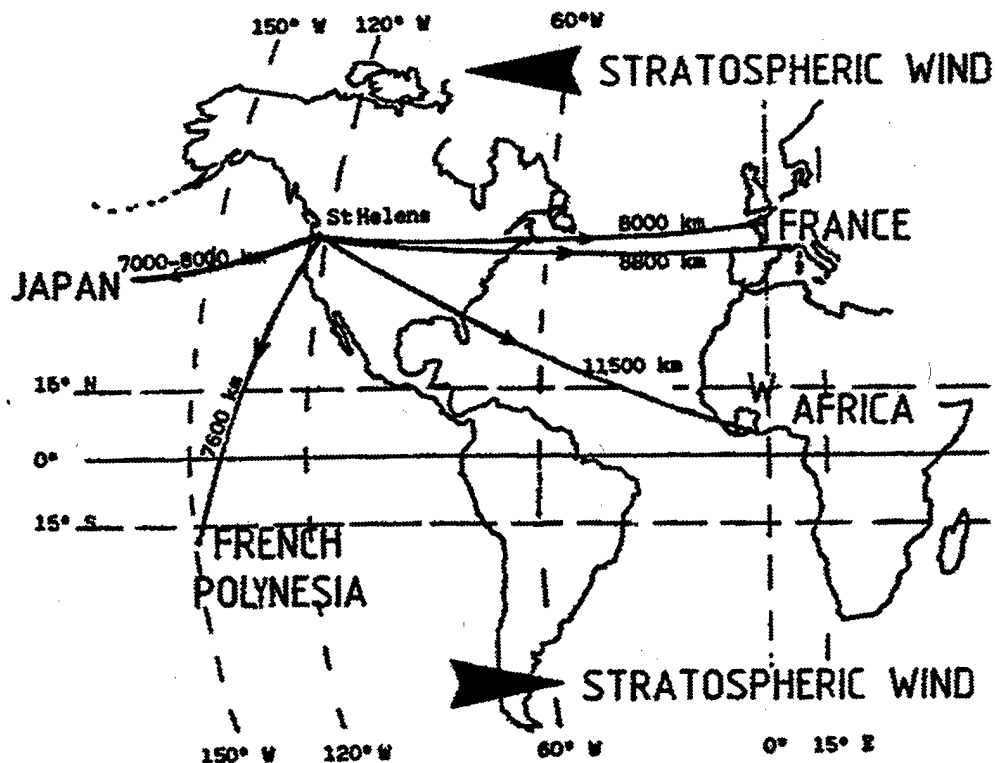 150° W 120° W 60°W
STRATOSPHERIC WIND
St Helens
8000 km
FRANCE
7000-8000 km
8800 km
JAPAN
11500 km
15° N
W AFRICA
7600 km
0°
15° S
FRENCH
POLYNESIA
STRATOSPHERIC WIND
150° W 120° W 60° W 0° 15° E